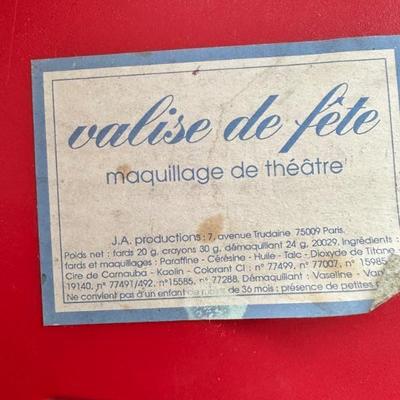 valise de fête
maquillage de théâtre
J.A. productions : 7, avenue Trudaine 75009 Paris.
Poids net : fards 20 g, crayons 30 g, démaquillant 24 g, 20029. Ingrédients :
fards et maquillages : Paraffine - Cérésine - Huile - Talc - Dioxyde de Titane
Cire de Carnauba - Kaolin - Colorant CI : n° 77499, n° 77007, n° 15985
19140, n° 77491/492, n° 15585, n° 77288, Démaquillant : Vaseline - Van
Ne convient pas à un enfant de 36 mois : présence de petites